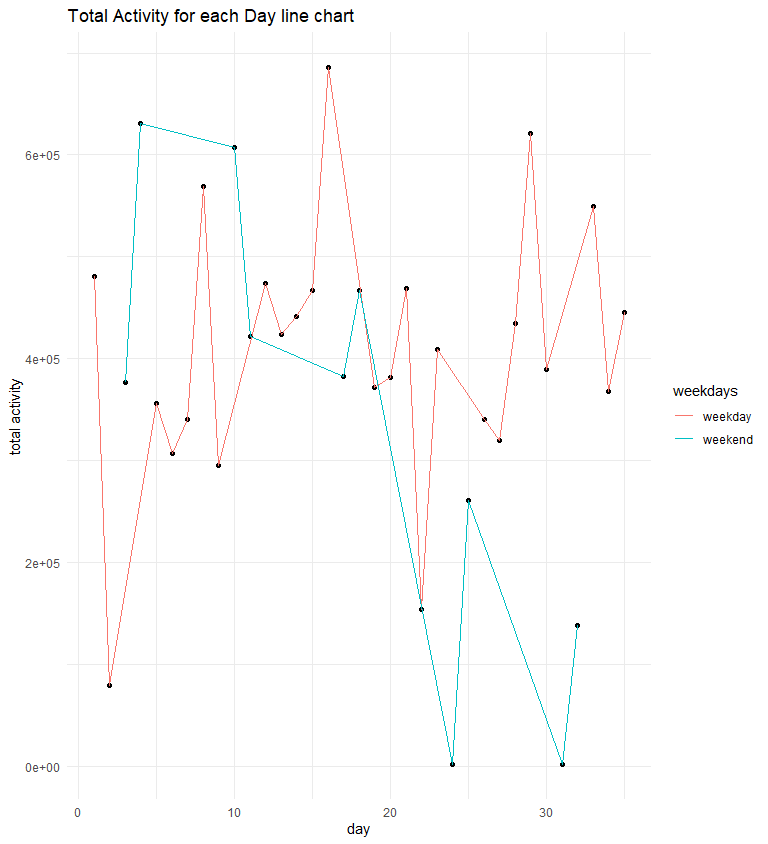 Total Activity for each Day line chart
6e+05
4e+05
2e+05
0e+00
total activity
0
10
20
30
day
weekdays
weekday
weekend